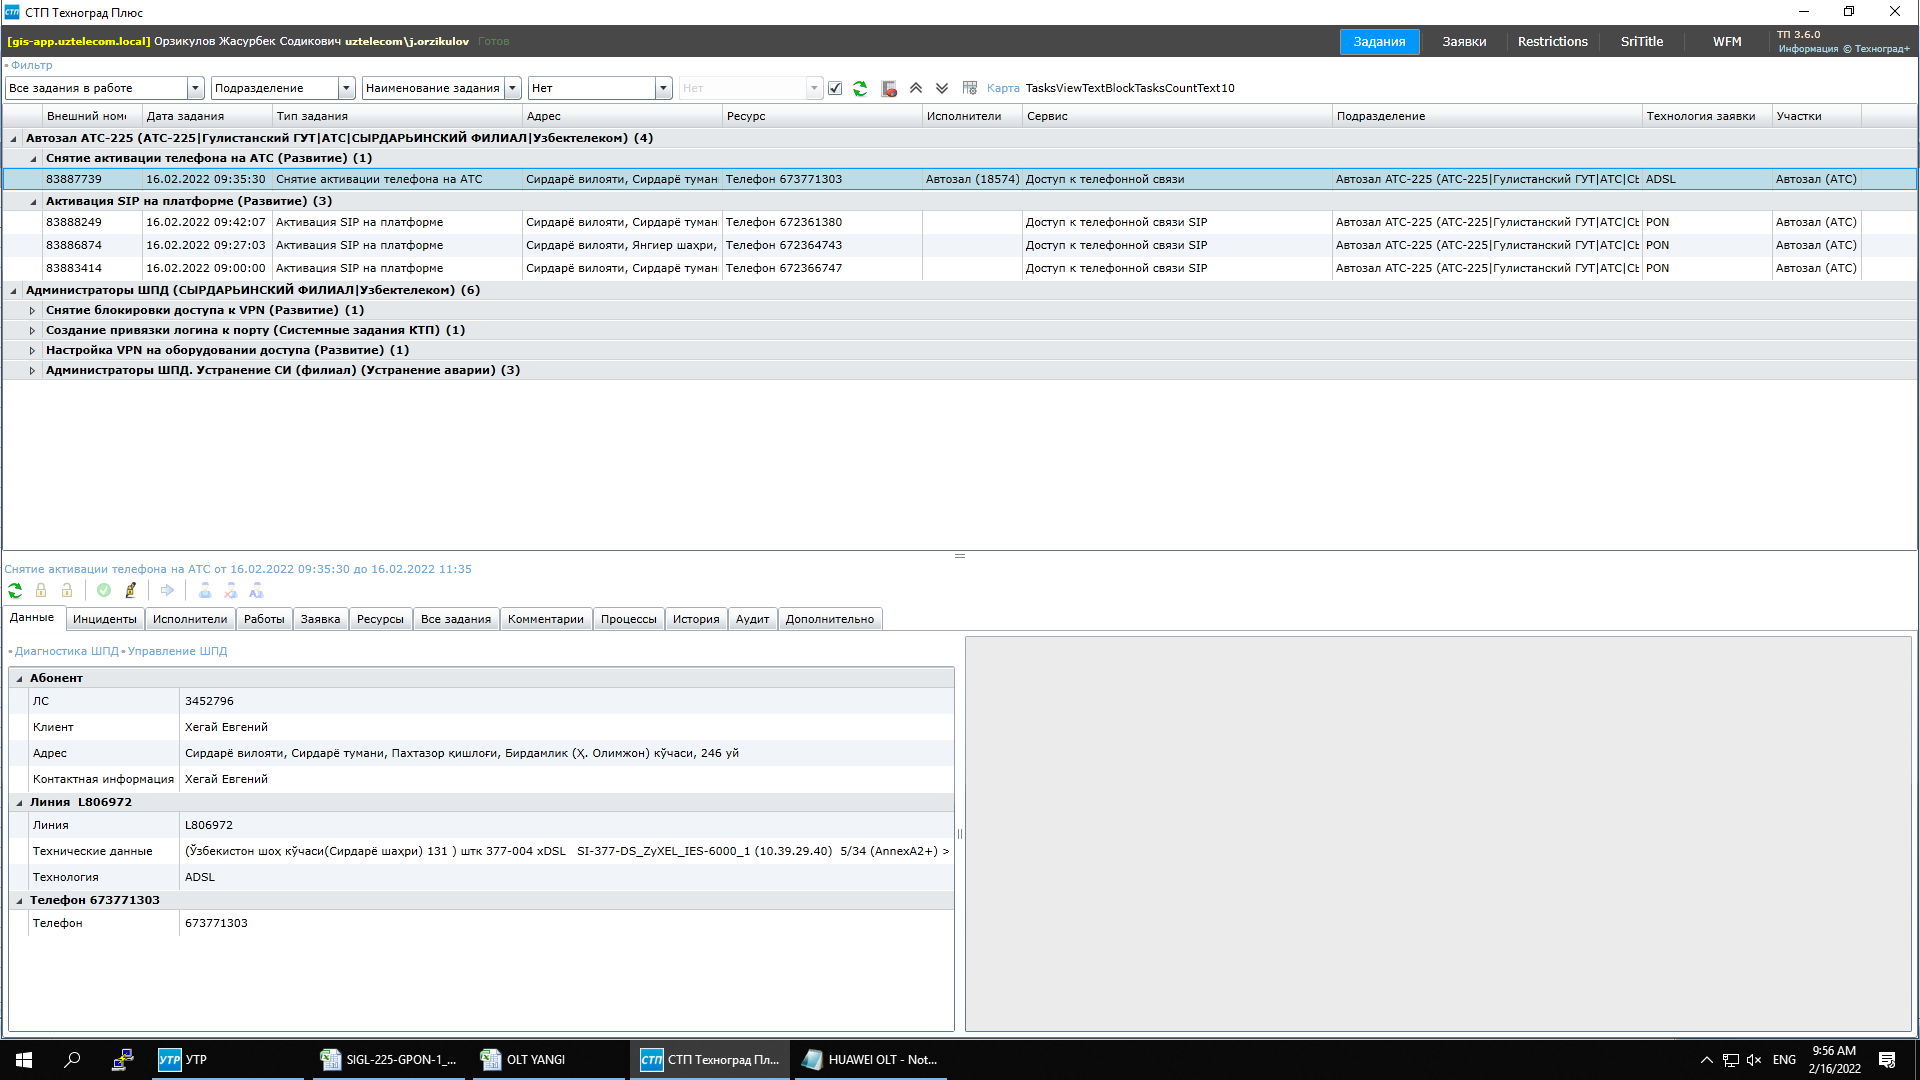 СТП Техноград Плюс
[gis-app.uztelecom.local] Орзикулов Жасурбек Содикович uztelecom\j.orzikulov Готов
Задания Заявки Restrictions SriTitle WFM ТП 3.6.0
Информация © Техноград+
Фильтр
Все задания в работе Подразделение Наименование задания Нет Нет Карта TasksViewTextBlockTasksCountText10
Внешний номе Дата задания Тип задания Адрес Ресурс Исполнители Сервис Подразделение Технология заявки Участки
Автозал АТС-225 (АТС-225|Гулистанский ГУТ|АТС|СЫРДАРЬИНСКИЙ ФИЛИАЛ|Узбектелеком) (4)
Снятие активации телефона на АТС (Развитие) (1)
83887739 16.02.2022 09:35:30 Снятие активации телефона на АТС Сирдарё вилояти, Сирдарё туман Телефон 673771303 Автозал (18574) Доступ к телефонной связи Автозал АТС-225 (АТС-225|Гулистанский ГУТ|АТС|СЫ ADSL Автозал (АТС)
Активация SIP на платформе (Развитие) (3)
83888249 16.02.2022 09:42:07 Активация SIP на платформе Сирдарё вилояти, Сирдарё туман Телефон 672361380 Доступ к телефонной связи SIP Автозал АТС-225 (АТС-225|Гулистанский ГУТ|АТС|СЫ PON Автозал (АТС)
83886874 16.02.2022 09:27:03 Активация SIP на платформе Сирдарё вилояти, Янгиер шаҳри, Телефон 672364743 Доступ к телефонной связи SIP Автозал АТС-225 (АТС-225|Гулистанский ГУТ|АТС|СЫ PON Автозал (АТС)
83883414 16.02.2022 09:00:00 Активация SIP на платформе Сирдарё вилояти, Сирдарё туман Телефон 672366747 Доступ к телефонной связи SIP Автозал АТС-225 (АТС-225|Гулистанский ГУТ|АТС|СЫ PON Автозал (АТС)
Администраторы ШПД (СЫРДАРЬИНСКИЙ ФИЛИАЛ|Узбектелеком) (6)
Снятие блокировки доступа к VPN (Развитие) (1)
Создание привязки логина к порту (Системные задания КТП) (1)
Настройка VPN на оборудовании доступа (Развитие) (1)
Администраторы ШПД. Устранение СИ (филиал) (Устранение аварии) (3)
Снятие активации телефона на АТС от 16.02.2022 09:35:30 до 16.02.2022 11:35
Данные Инциденты Исполнители Работы Заявка Ресурсы Все задания Комментарии Процессы История Аудит Дополнительно
Диагностика ШПД Управление ШПД
Абонент
ЛС 3452796
Клиент Хегай Евгений
Адрес Сирдарё вилояти, Сирдарё тумани, Пахтазор қишлоғи, Бирдамлик (Ҳ. Олимжон) кўчаси, 246 уй
Контактная информация Хегай Евгений
Линия L806972
Линия L806972
Технические данные (Ўзбекистон шоҳ кўчаси(Сирдарё шаҳри) 131 ) штк 377-004 xDSL SI-377-DS_ZyXEL_IES-6000_1 (10.39.29.40) 5/34 (AnnexA2+) >
Технология ADSL
Телефон 673771303
Телефон 673771303
УТР УТР SIGL-225-GPON-1_... OLT YANGI СТП СТП Техноград Пл... HUAWEI OLT - Not... ENG 9:56 AM
2/16/2022